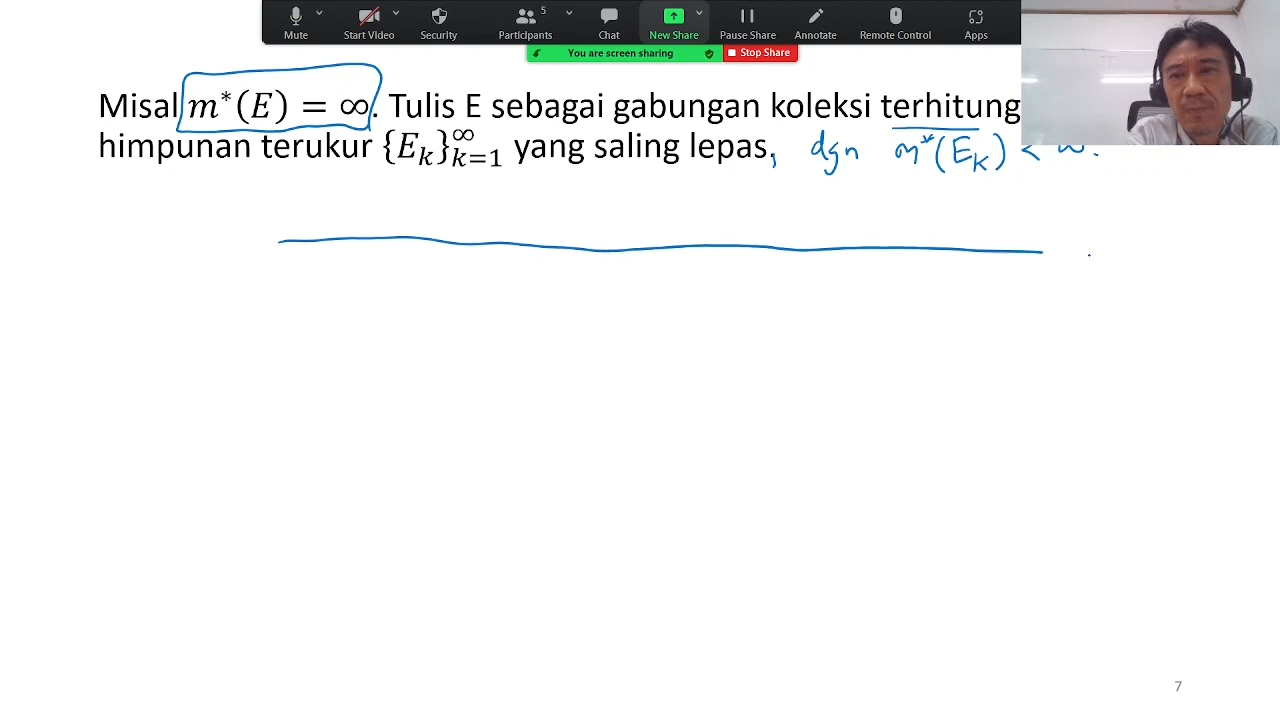 5
Mute
Start Video
Security
Participants
Chat
New Share
Pause Share
Annotate
Remote Control
Apps
You are screen sharing
Stop Share
Misal m*(E) = ∞. Tulis E sebagai gabungan koleksi terhitung
himpunan terukur {E_k}_{k=1}^∞ yang saling lepas, dgn m*(E_k) < ∞.
7